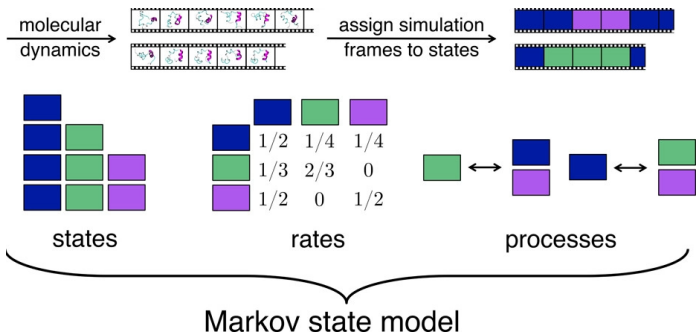 molecular
dynamics
assign simulation
frames to states
1/2 1/4 1/4
1/3 2/3 0
1/2 0 1/2
states
rates
processes
Markov state model